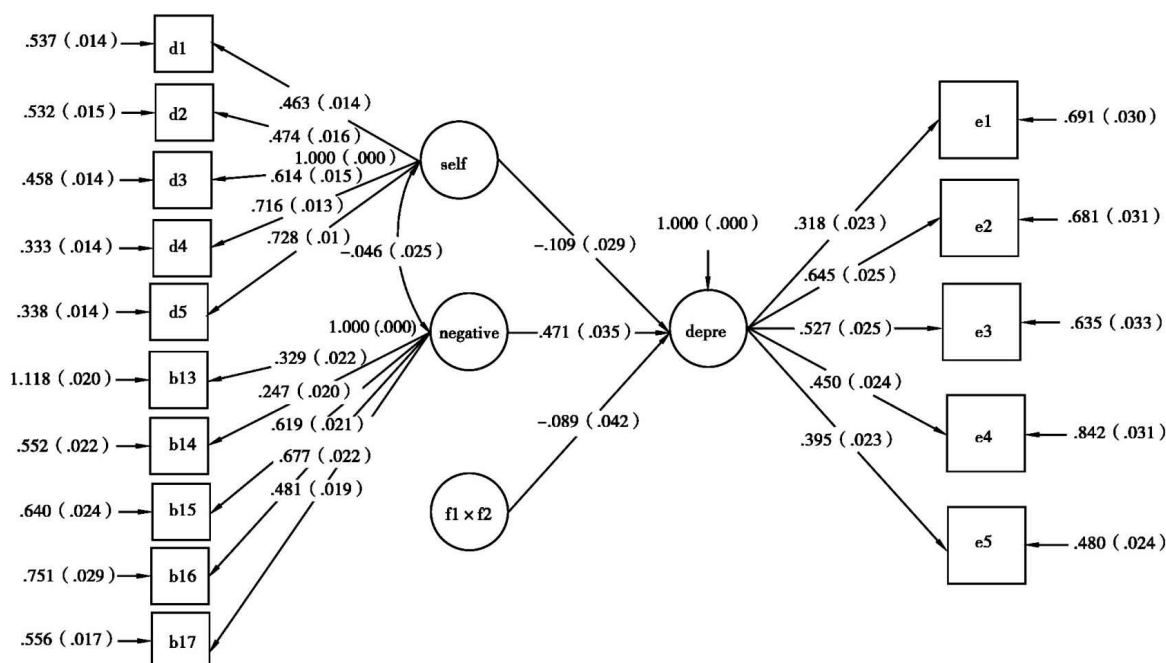 .537（.014）
d1
.463（.014）
.532（.015）
d2
.474（.016）
1.000（.000）
self
.458（.014）
d3
.614（.015）
.716（.013）
.333（.014）
d4
.728（.01）
-.046（.025）
.338（.014）
d5
1.000(.000)
negative
1.118（.020）
b13
.329（.022）
.247（.020）
.552（.022）
b14
.619（.021）
.677（.022）
.640（.024）
b15
.481（.019）
f1×f2
.751（.029）
b16
.556（.017）
b17
-.109（.029）
.471（.035）
-.089（.042）
1.000（.000）
depre
.318（.023）
.645（.025）
.527（.025）
.450（.024）
.395（.023）
e1
.691（.030）
e2
.681（.031）
e3
.635（.033）
e4
.842（.031）
e5
.480（.024）